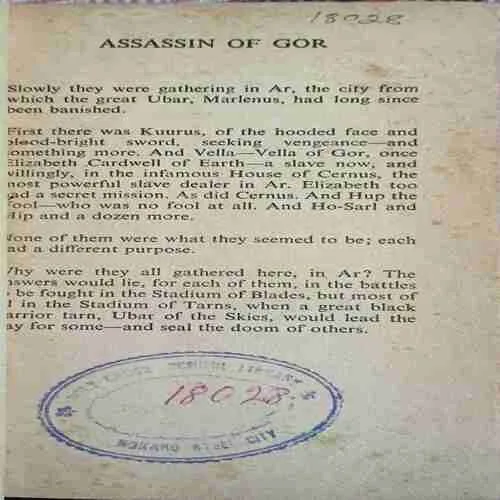 18028
ASSASSIN OF GOR
Slowly they were gathering in Ar, the city from
which the great Ubar, Marlenus, had long since
been banished.
First there was Kuurus, of the hooded face and
blood-bright sword, seeking vengeance—and
omething more. And Vella—Vella of Gor, once
Elizabeth Cardwell of Earth—a slave now, and
willingly, in the infamous House of Cernus, the
most powerful slave dealer in Ar. Elizabeth too
ad a secret mission. As did Cernus. And Hup the
Fool—who was no fool at all. And Ho-Sarl and
Hip and a dozen more.
None of them were what they seemed to be; each
ad a different purpose.
Why were they all gathered here, in Ar? The
nswers would lie, for each of them, in the battles
be fought in the Stadium of Blades, but most of
l in the Stadium of Tarns, when a great black
arrior tarn, Ubar of the Skies, would lead the
ay for some—and seal the doom of others.
LIBRARY
18028